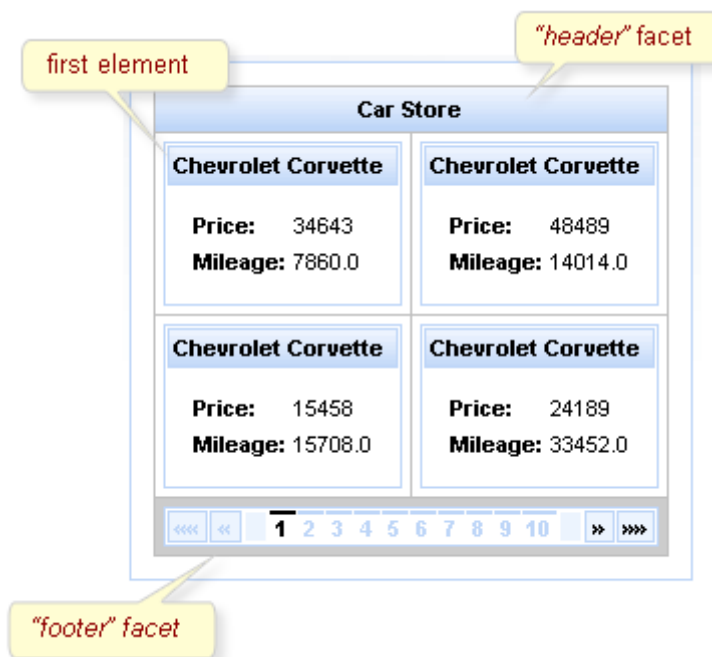 "header" facet
first element
Car Store
Chevrolet Corvette
Price: 34643
Mileage: 7860.0
Chevrolet Corvette
Price: 48489
Mileage: 14014.0
Chevrolet Corvette
Price: 15458
Mileage: 15708.0
Chevrolet Corvette
Price: 24189
Mileage: 33452.0
«« « 1 2 3 4 5 6 7 8 9 10 » »»
"footer" facet